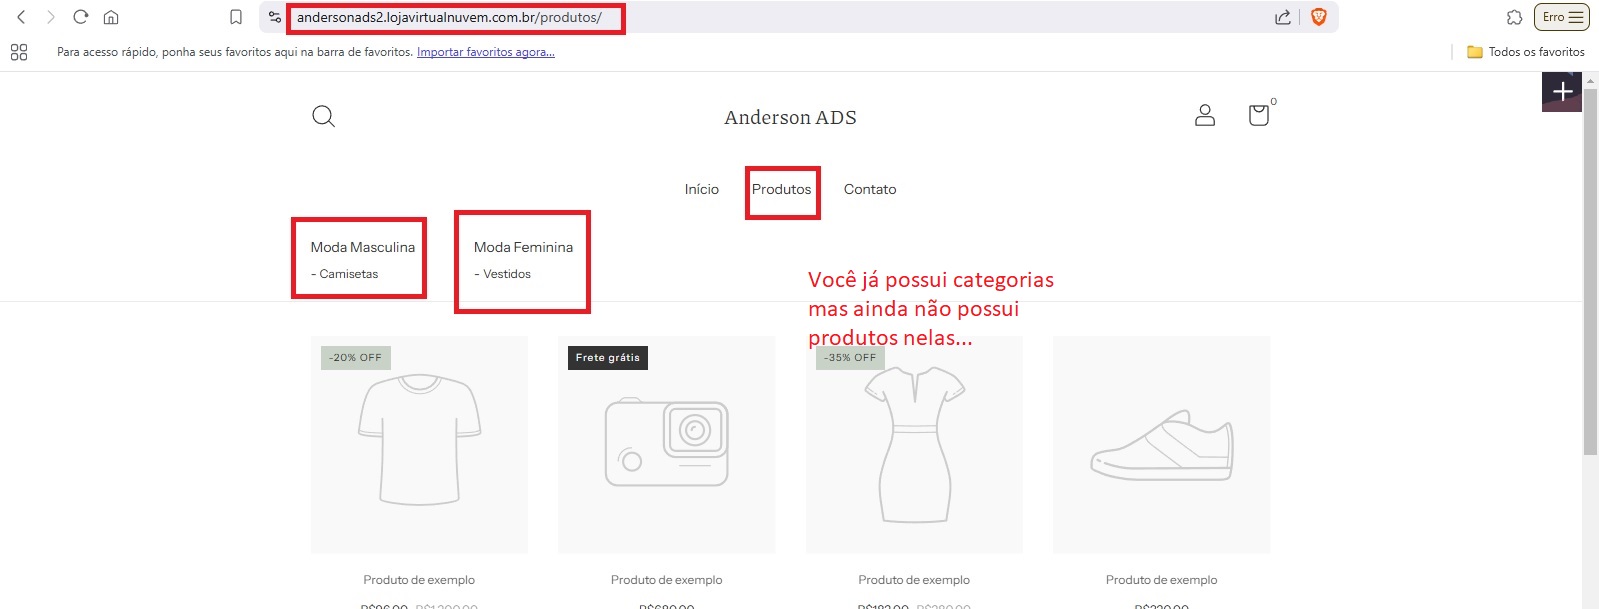 andersonads2.lojavirtualnuvem.com.br/produtos/
Erro
Para acesso rápido, ponha seus favoritos aqui na barra de favoritos. Importar favoritos agora...
Todos os favoritos
Anderson ADS
0
Início Produtos Contato
Moda Masculina Moda Feminina
- Camisetas - Vestidos
Você já possui categorias
mas ainda não possui
produtos nelas...
-20% OFF Frete grátis -35% OFF
Produto de exemplo Produto de exemplo Produto de exemplo Produto de exemplo